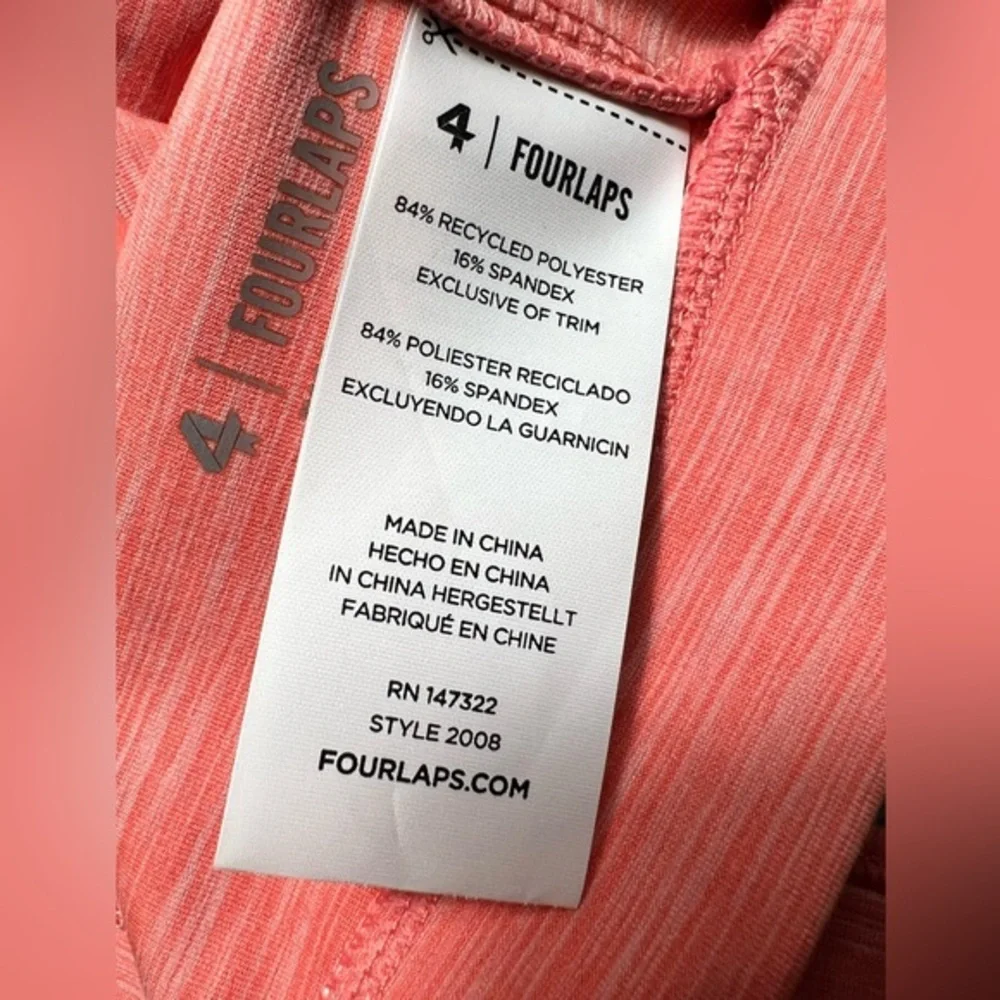 4 | FOURLAPS
4 | FOURLAPS
84% RECYCLED POLYESTER
16% SPANDEX
EXCLUSIVE OF TRIM
84% POLIESTER RECICLADO
16% SPANDEX
EXCLUYENDO LA GUARNICIN
MADE IN CHINA
HECHO EN CHINA
IN CHINA HERGESTELLT
FABRIQUÉ EN CHINE
RN 147322
STYLE 2008
FOURLAPS.COM